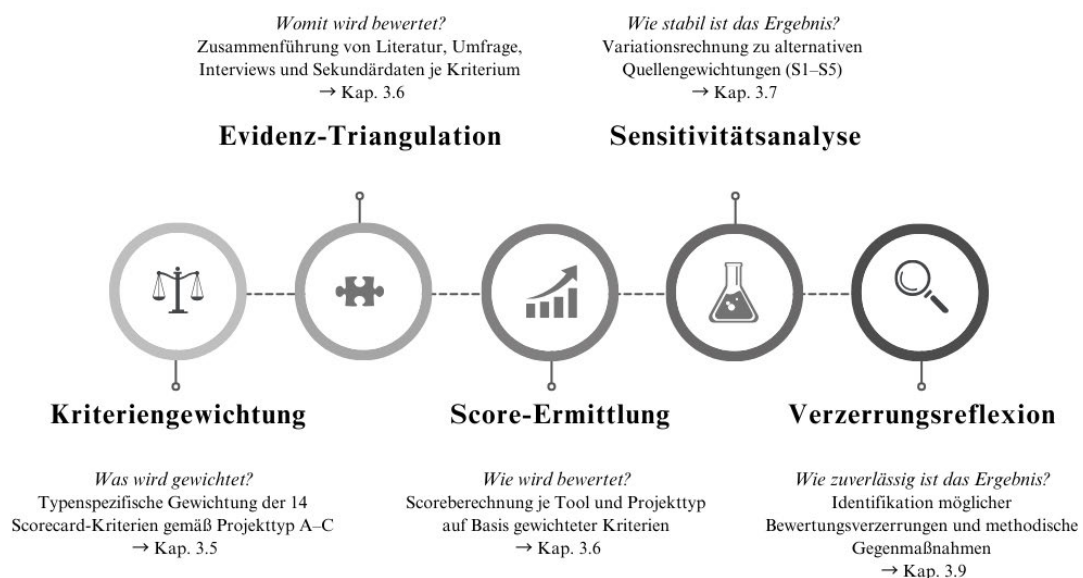 Womit wird bewertet?
Zusammenführung von Literatur, Umfrage,
Interviews und Sekundärdaten je Kriterium
→ Kap. 3.6
Evidenz-Triangulation
Wie stabil ist das Ergebnis?
Variationsrechnung zu alternativen
Quellengewichtungen (S1–S5)
→ Kap. 3.7
Sensitivitätsanalyse
Kriteriengewichtung
Was wird gewichtet?
Typenspezifische Gewichtung der 14
Scorecard-Kriterien gemäß Projekttyp A–C
→ Kap. 3.5
Score-Ermittlung
Wie wird bewertet?
Scoreberechnung je Tool und Projekttyp
auf Basis gewichteter Kriterien
→ Kap. 3.6
Verzerrungsreflexion
Wie zuverlässig ist das Ergebnis?
Identifikation möglicher
Bewertungsverzerrungen und methodische
Gegenmaßnahmen
→ Kap. 3.9